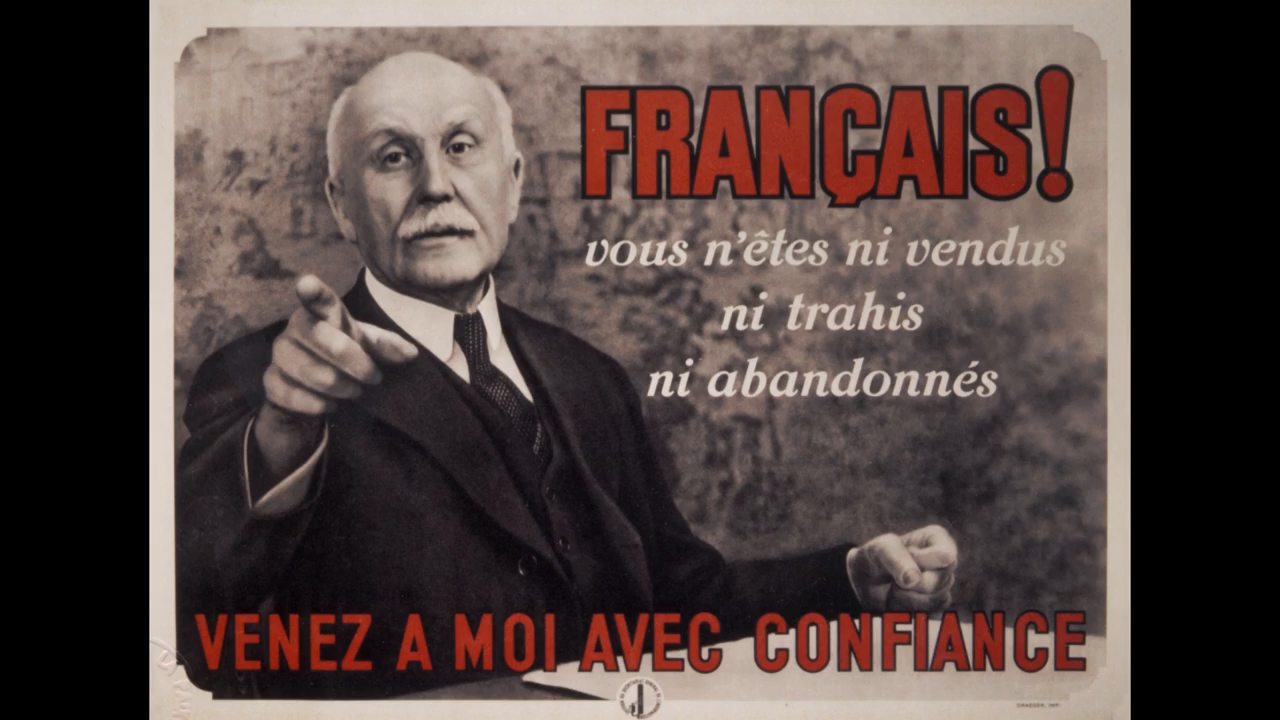 FRANÇAIS!
vous n'êtes ni vendus
ni trahis
ni abandonnés
VENEZ A MOI AVEC CONFIANCE